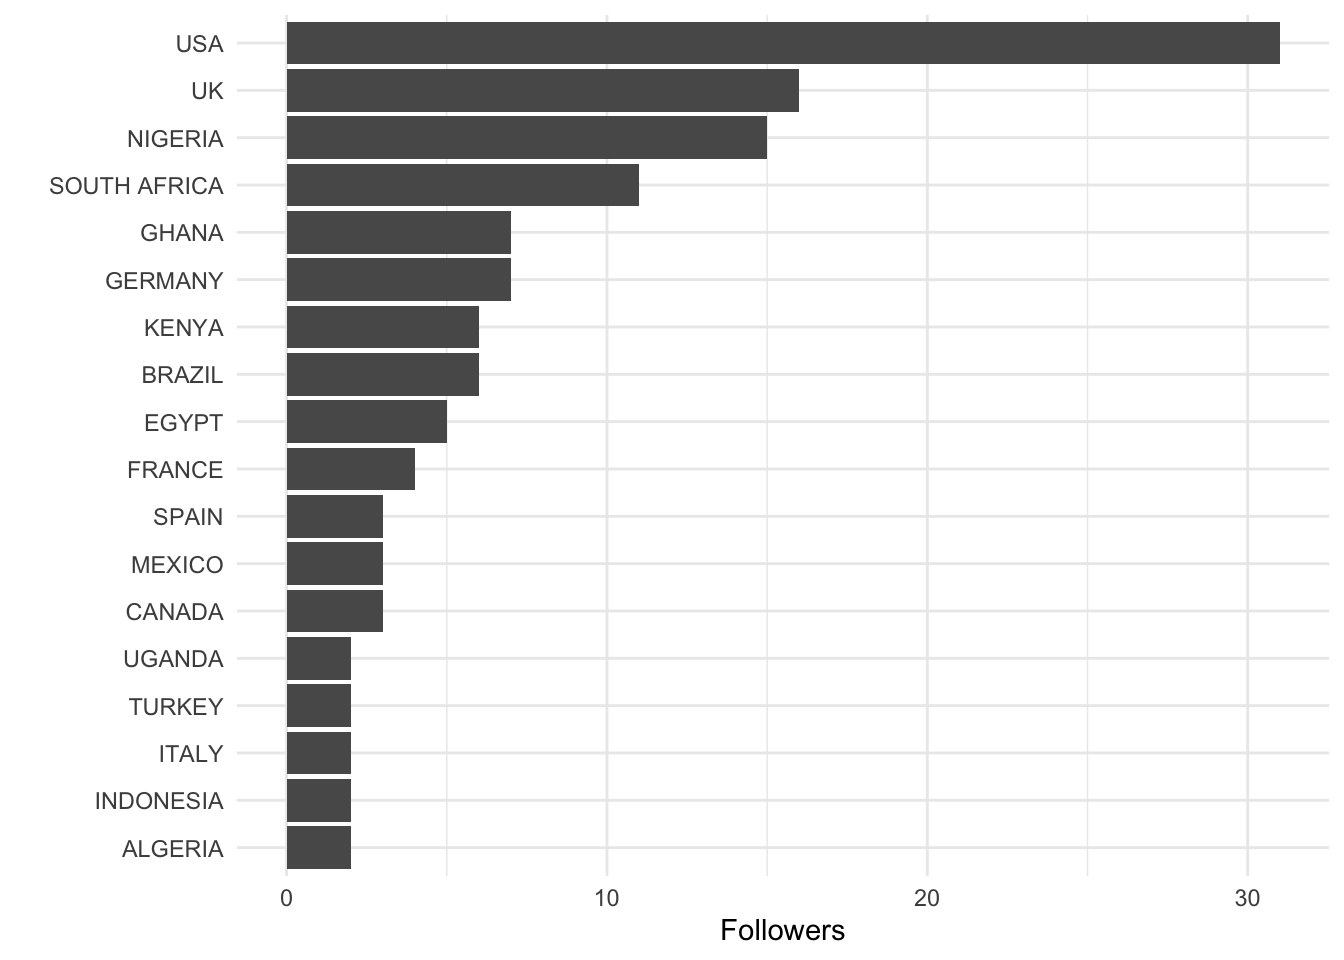 USA
UK
NIGERIA
SOUTH AFRICA
GHANA
GERMANY
KENYA
BRAZIL
EGYPT
FRANCE
SPAIN
MEXICO
CANADA
UGANDA
TURKEY
ITALY
INDONESIA
ALGERIA
0 10 20 30
Followers